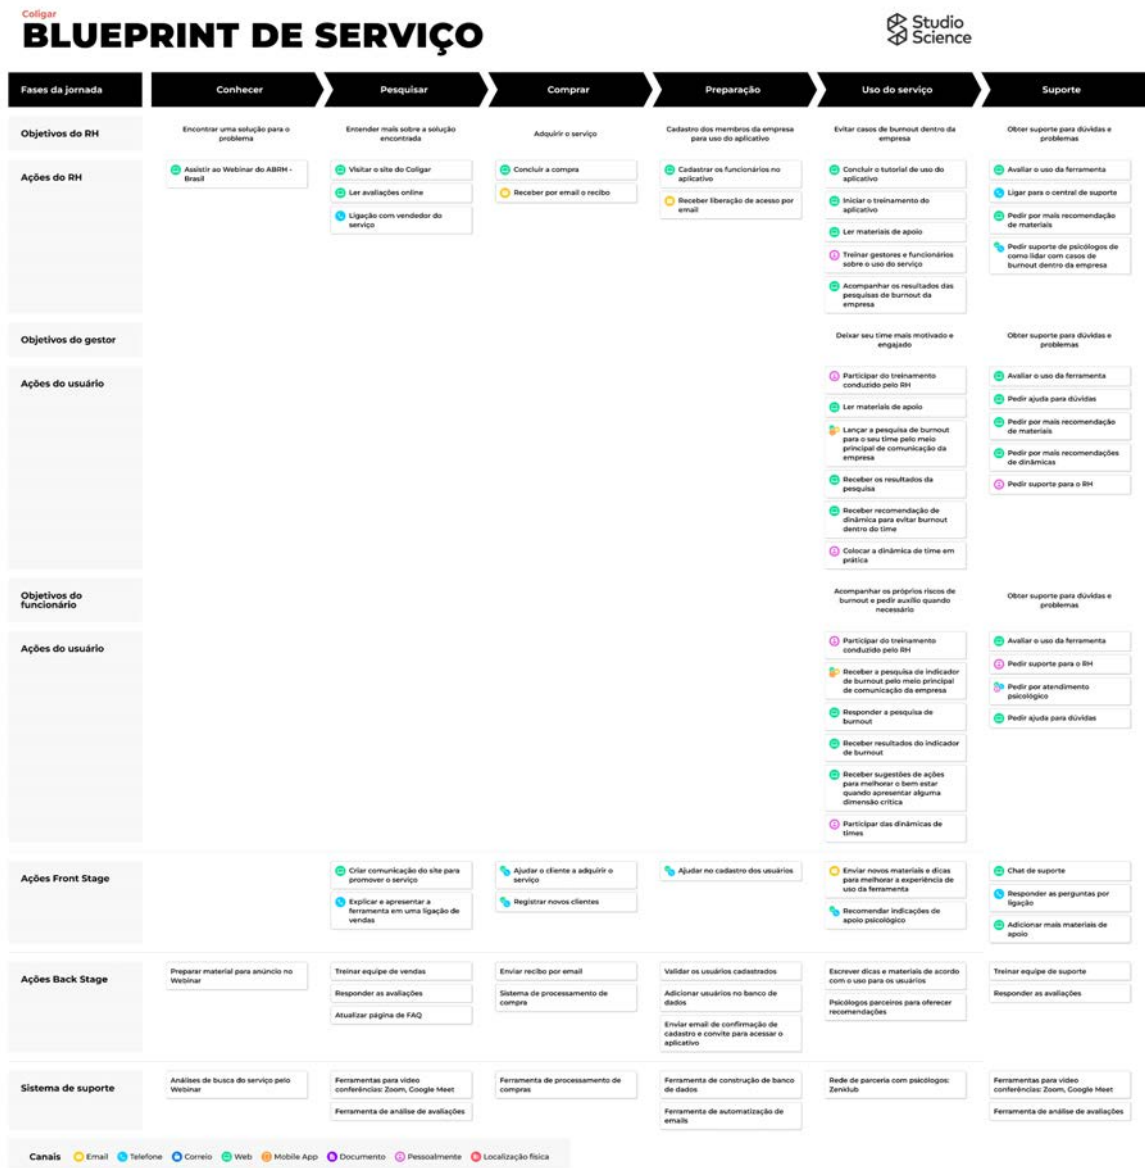 Coligar
BLUEPRINT DE SERVIÇO
Studio
Science
Fases da jornada
Conhecer
Pesquisar
Comprar
Preparação
Uso do serviço
Suporte
Objetivos do RH
Encontrar uma solução para o
problema
Entender mais sobre a solução
encontrada
Adquirir o serviço
Cadastro dos membros da empresa
para uso do aplicativo
Evitar casos de burnout dentro da
empresa
Obter suporte para dúvidas e
problemas
Ações do RH
Assistir ao Webinar do ABRH -
Brasil
Visitar o site do Coligar
Ler avaliações online
Ligação com vendedor do
serviço
Concluir a compra
Receber por email o recibo
Cadastrar os funcionários no
aplicativo
Receber liberação de acesso por
email
Concluir o tutorial de uso do
aplicativo
Iniciar o treinamento do
aplicativo
Ler materiais de apoio
Treinar gestores e funcionários
sobre o uso do serviço
Acompanhar os resultados das
pesquisas de burnout da
empresa
Avaliar o uso da ferramenta
Ligar para o central de suporte
Pedir por mais recomendação
de materiais
Pedir suporte de psicólogos de
como lidar com casos de
burnout dentro da empresa
Objetivos do gestor
Deixar seu time mais motivado e
engajado
Obter suporte para dúvidas e
problemas
Ações do usuário
Participar do treinamento
conduzido pelo RH
Ler materiais de apoio
Lançar a pesquisa de burnout
para o seu time pelo meio
principal de comunicação da
empresa
Receber os resultados da
pesquisa
Receber recomendação de
dinâmica para evitar burnout
dentro do time
Colocar a dinâmica de time em
prática
Avaliar o uso da ferramenta
Pedir ajuda para dúvidas
Pedir por mais recomendação
de materiais
Pedir por mais recomendações
de dinâmicas
Pedir suporte para o RH
Objetivos do
funcionário
Acompanhar os próprios riscos de
burnout e pedir auxílio quando
necessário
Obter suporte para dúvidas e
problemas
Ações do usuário
Participar do treinamento
conduzido pelo RH
Receber a pesquisa de indicador
de burnout pelo meio principal
de comunicação da empresa
Responder a pesquisa de
burnout
Receber resultados do indicador
de burnout
Receber sugestões de ações
para melhorar o bem estar
quando apresentar alguma
dimensão crítica
Participar das dinâmicas de
times
Avaliar o uso da ferramenta
Pedir suporte para o RH
Pedir por atendimento
psicológico
Pedir ajuda para dúvidas
Ações Front Stage
Criar comunicação do site para
promover o serviço
Explicar e apresentar a
ferramenta em uma ligação de
vendas
Ajudar o cliente a adquirir o
serviço
Registrar novos clientes
Ajudar no cadastro dos usuários
Enviar novos materiais e dicas
para melhorar a experiência de
uso da ferramenta
Recomendar indicações de
apoio psicológico
Chat de suporte
Responder as perguntas por
ligação
Adicionar mais materiais de
apoio
Ações Back Stage
Preparar material para anúncio no
Webinar
Treinar equipe de vendas
Responder as avaliações
Atualizar página de FAQ
Enviar recibo por email
Sistema de processamento de
compra
Validar os usuários cadastrados
Adicionar usuários no banco de
dados
Enviar email de confirmação de
cadastro e convite para acessar o
aplicativo
Escrever dicas e materiais de acordo
com o uso para os usuários
Psicólogos parceiros para oferecer
recomendações
Treinar equipe de suporte
Responder as avaliações
Sistema de suporte
Análises de busca do serviço pelo
Webinar
Ferramentas para vídeo
conferências: Zoom, Google Meet
Ferramenta de análise de avaliações
Ferramenta de processamento de
compras
Ferramenta de construção de banco
de dados
Ferramenta de automatização de
emails
Rede de parceria com psicólogos:
Zenklub
Ferramentas para vídeo
conferências: Zoom, Google Meet
Ferramenta de análise de avaliações
Canais Email Telefone Correio Web Mobile App Documento Pessoalmente Localização física